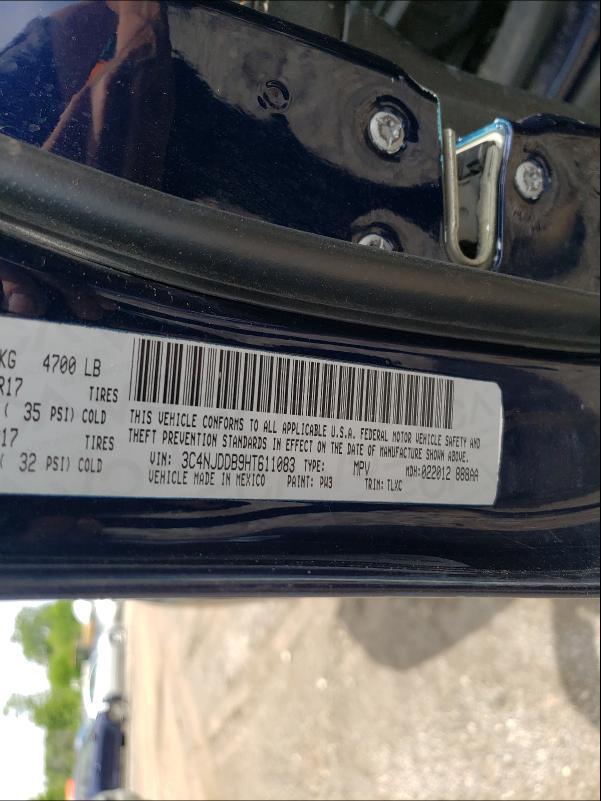 KG 4700 LB
R17 TIRES
( 35 PSI) COLD
R17 TIRES
( 32 PSI) COLD
THIS VEHICLE CONFORMS TO ALL APPLICABLE U.S.A. FEDERAL MOTOR VEHICLE SAFETY AND
THEFT PREVENTION STANDARDS IN EFFECT ON THE DATE OF MANUFACTURE SHOWN ABOVE.
VIN: 3C4NJDDB9HT611083 TYPE: MPV MDH:022012 888AA
VEHICLE MADE IN MEXICO PAINT: PW3 TRIM: TLXC